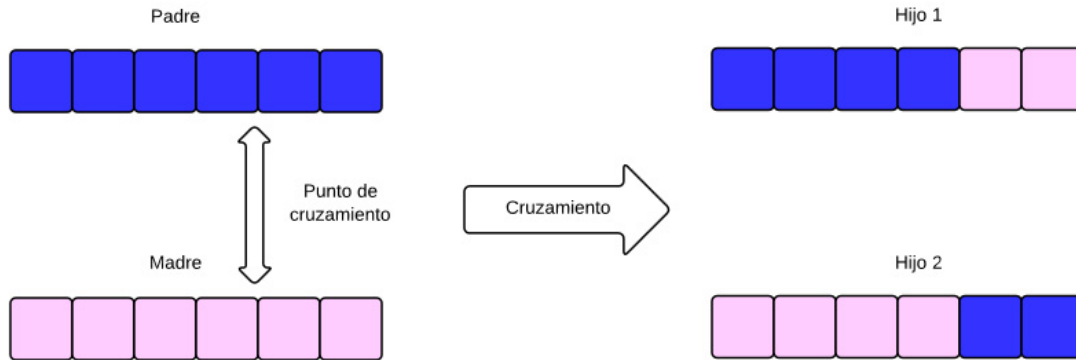 Padre
Hijo 1
Punto de
cruzamiento
Cruzamiento
Madre
Hijo 2